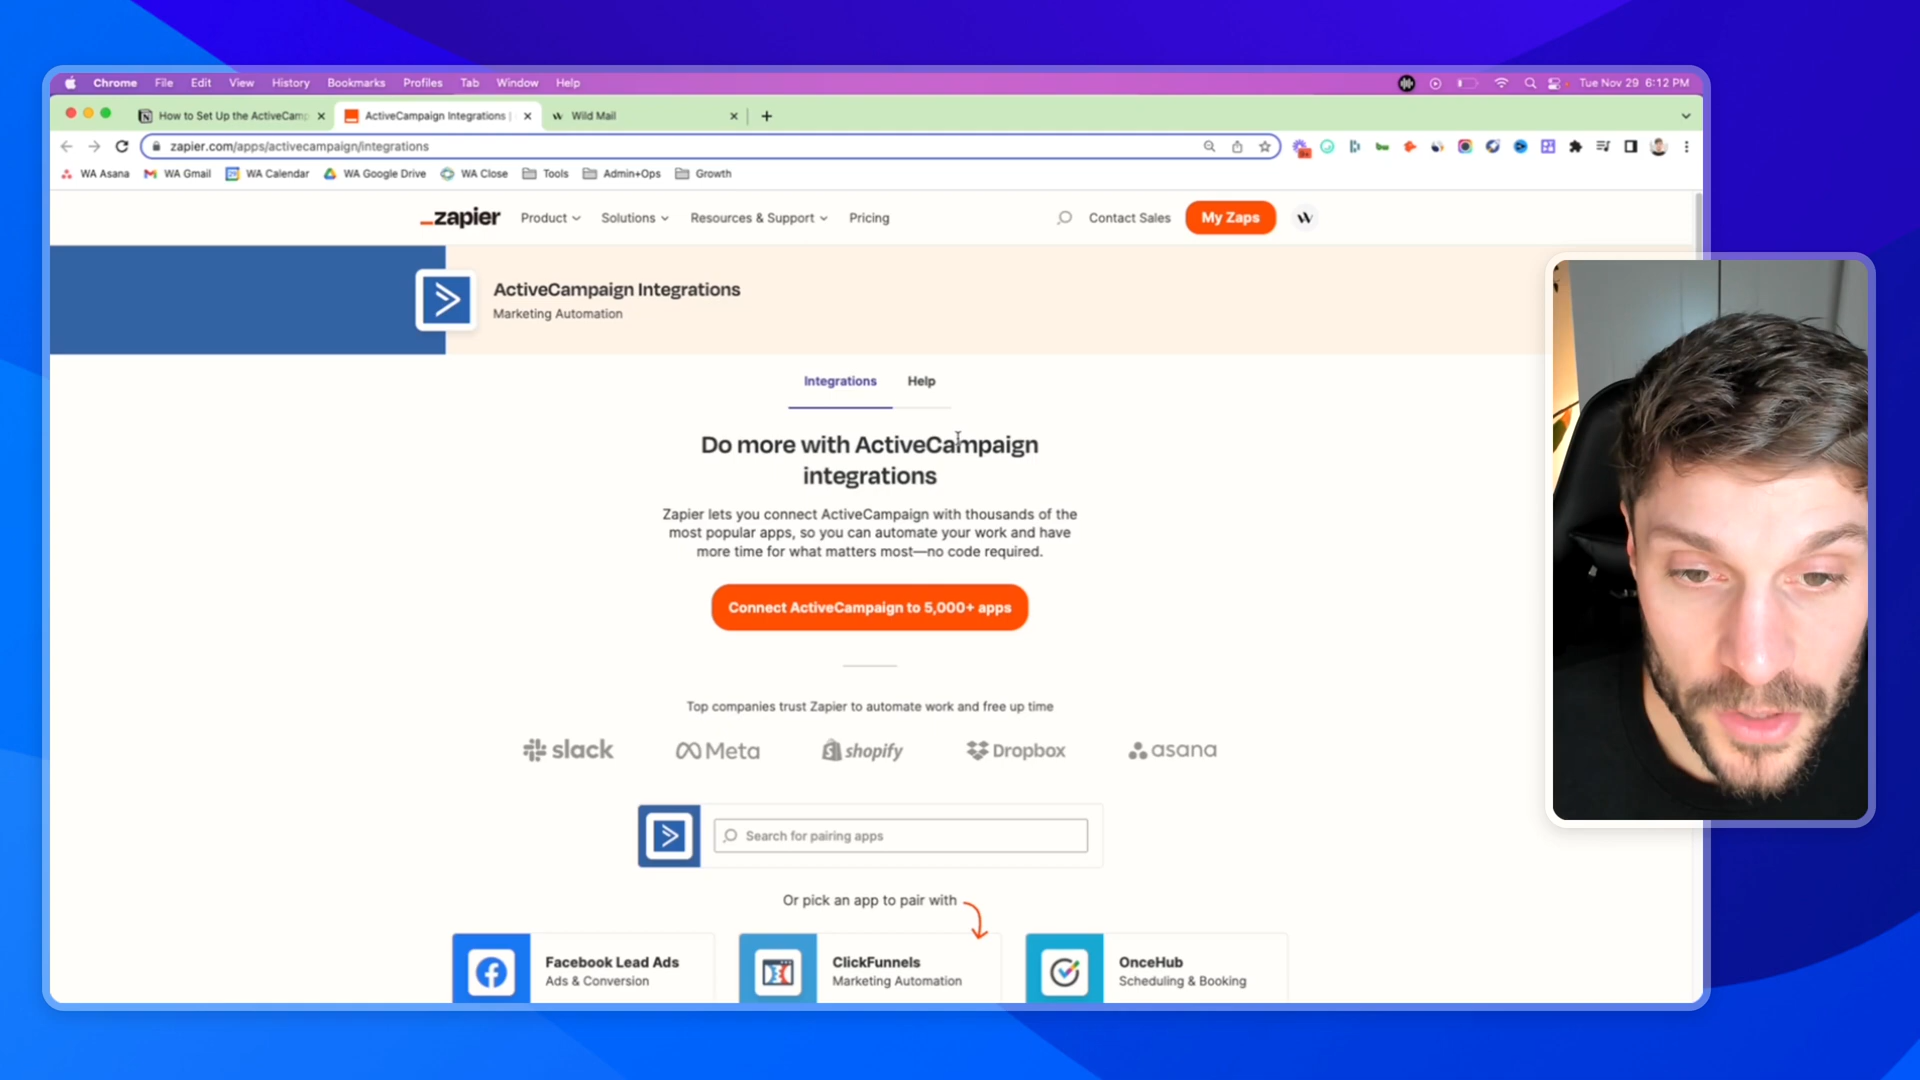 Chrome File Edit View History Bookmarks Profiles Tab Window Help Tue Nov 29 6:12 PM
How to Set Up the ActiveCamp ActiveCampaign Integrations | Wild Mail
zapier.com/apps/activecampaign/integrations
WA Asana WA Gmail WA Calendar WA Google Drive WA Close Tools Admin+Ops Growth
zapier Product Solutions Resources & Support Pricing Contact Sales My Zaps W
ActiveCampaign Integrations
Marketing Automation
Integrations Help
Do more with ActiveCampaign
integrations
Zapier lets you connect ActiveCampaign with thousands of the
most popular apps, so you can automate your work and have
more time for what matters most—no code required.
Connect ActiveCampaign to 5,000+ apps
Top companies trust Zapier to automate work and free up time
slack Meta shopify Dropbox asana
Search for pairing apps
Or pick an app to pair with
Facebook Lead Ads
Ads & Conversion
ClickFunnels
Marketing Automation
OnceHub
Scheduling & Booking